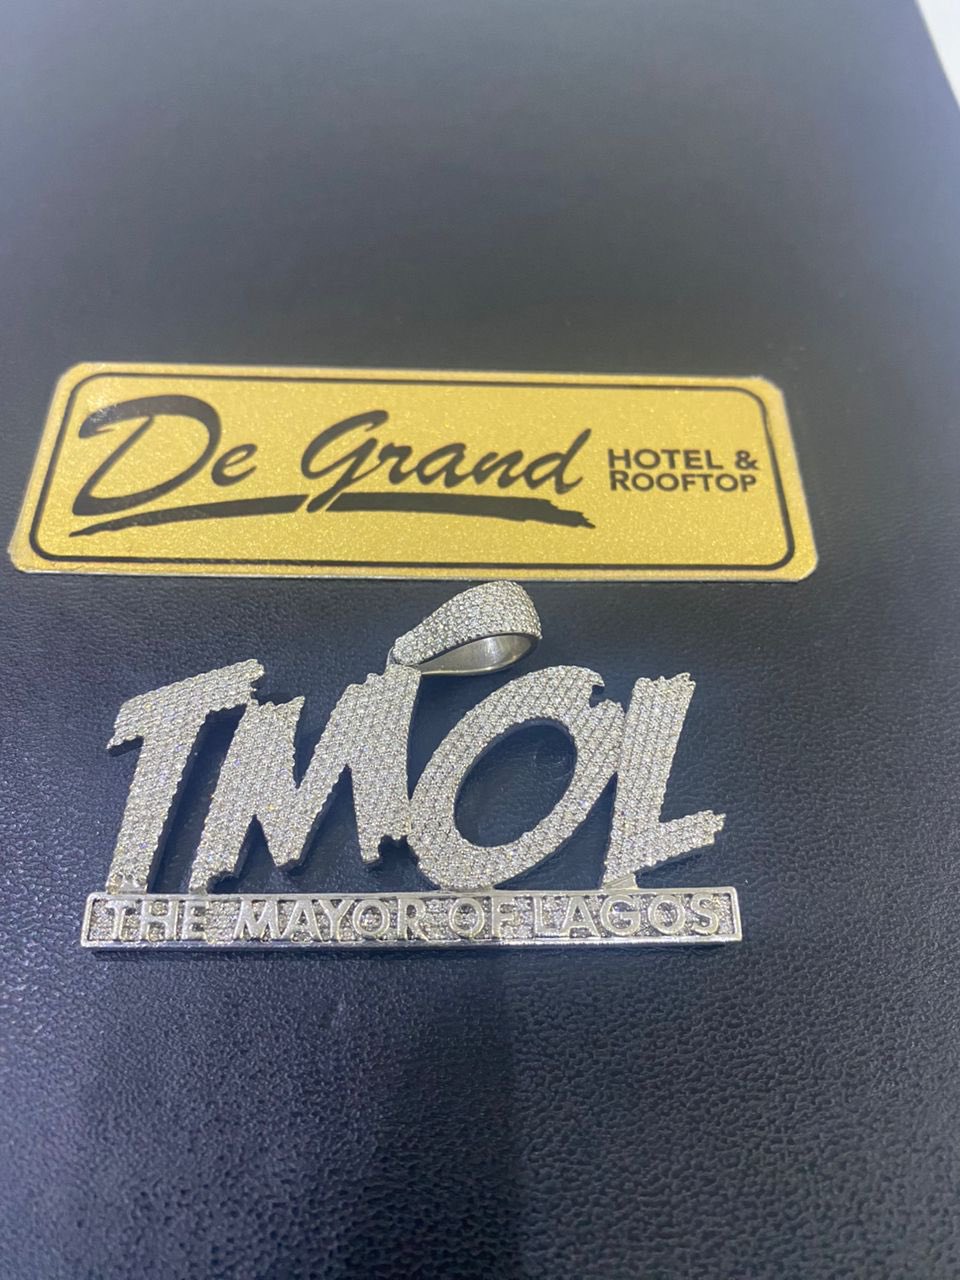 De Grand
HOTEL &
ROOFTOP
TMOL
THE MAYOR OF LAGOS